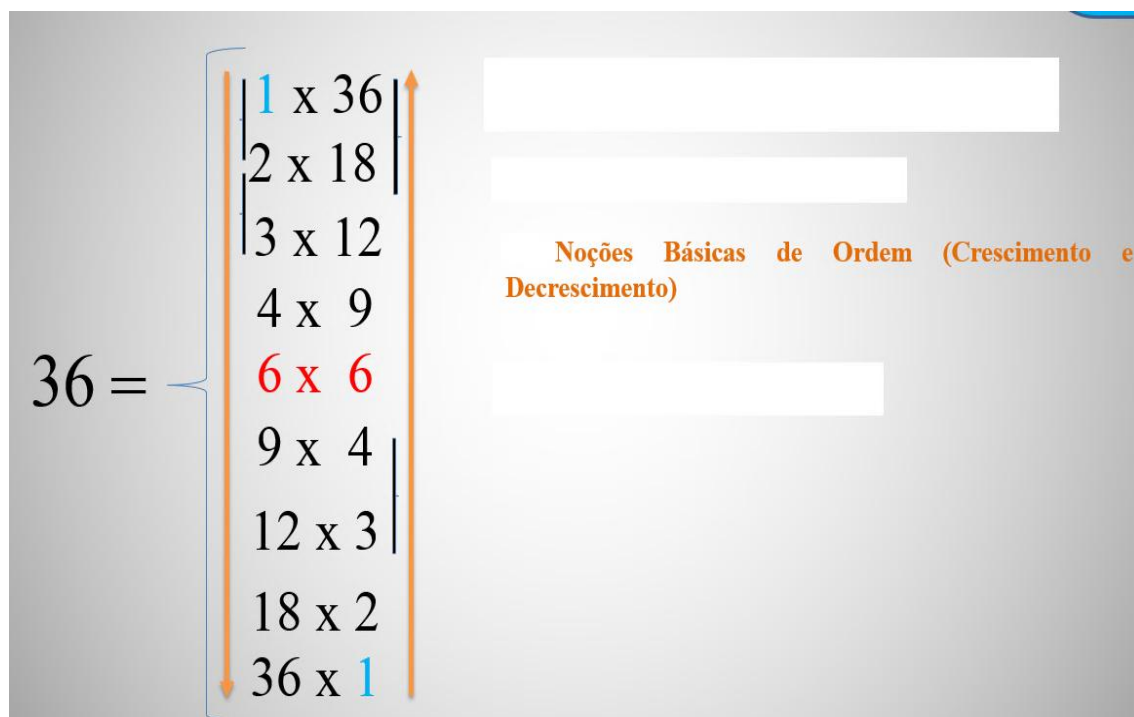 1 x 36
2 x 18
3 x 12
4 x 9
36 =
6 x 6
9 x 4
12 x 3
18 x 2
36 x 1
Noções Básicas de Ordem (Crescimento e
Decrescimento)